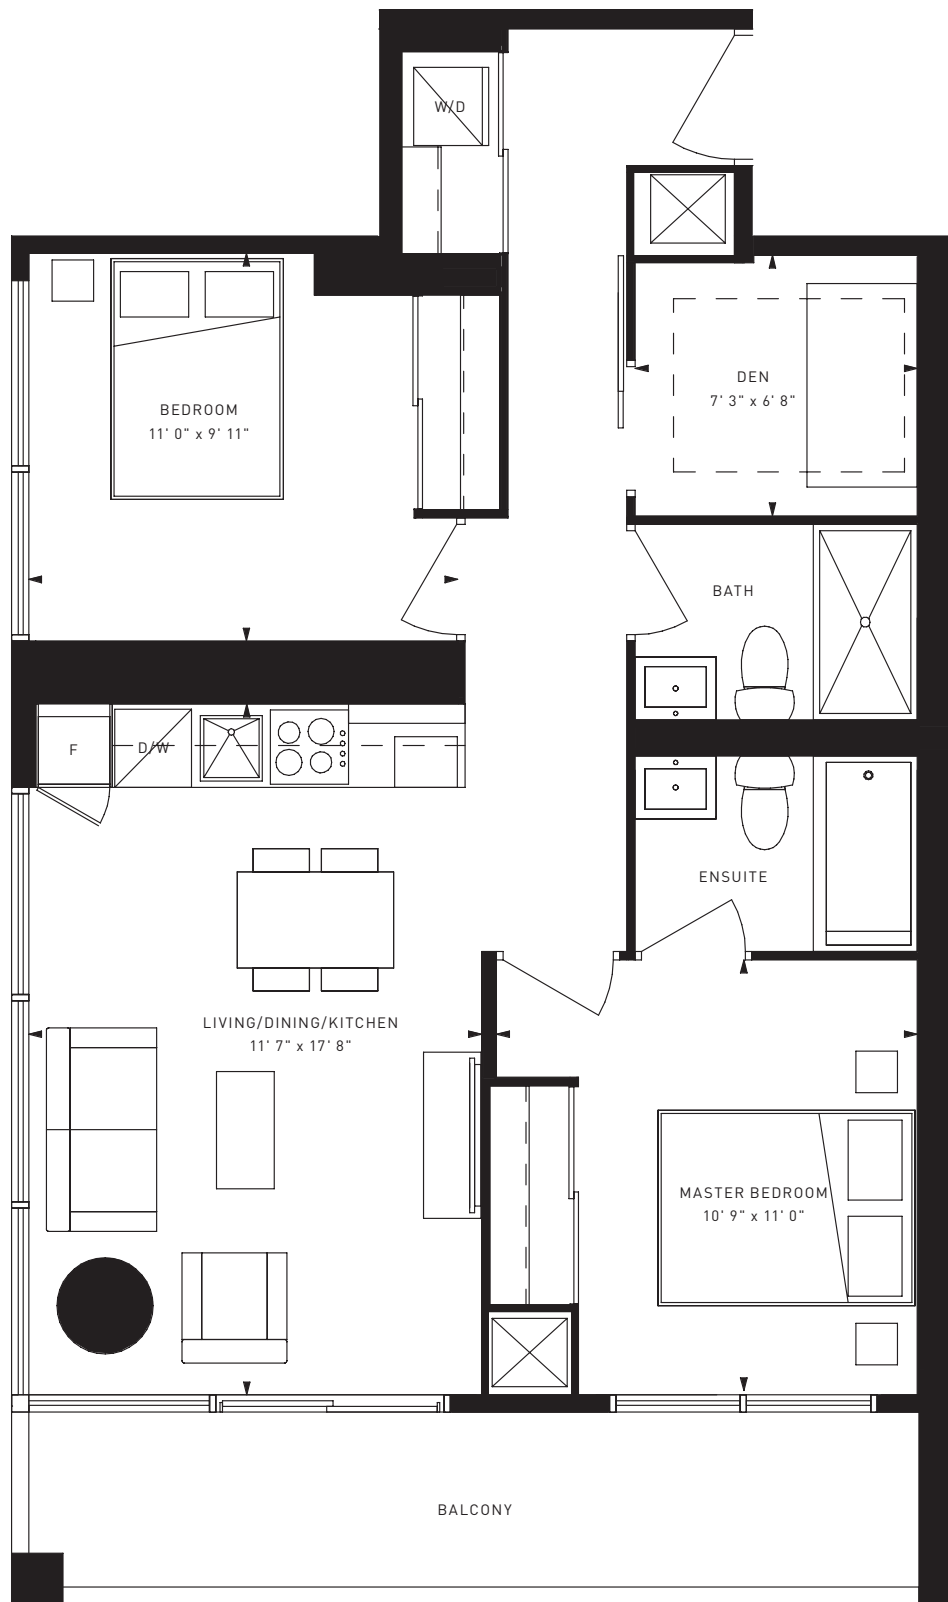 W/D
DEN
7' 3" x 6' 8"
BEDROOM
11' 0" x 9' 11"
BATH
F
D/W
ENSUITE
LIVING/DINING/KITCHEN
11' 7" x 17' 8"
MASTER BEDROOM
10' 9" x 11' 0"
BALCONY